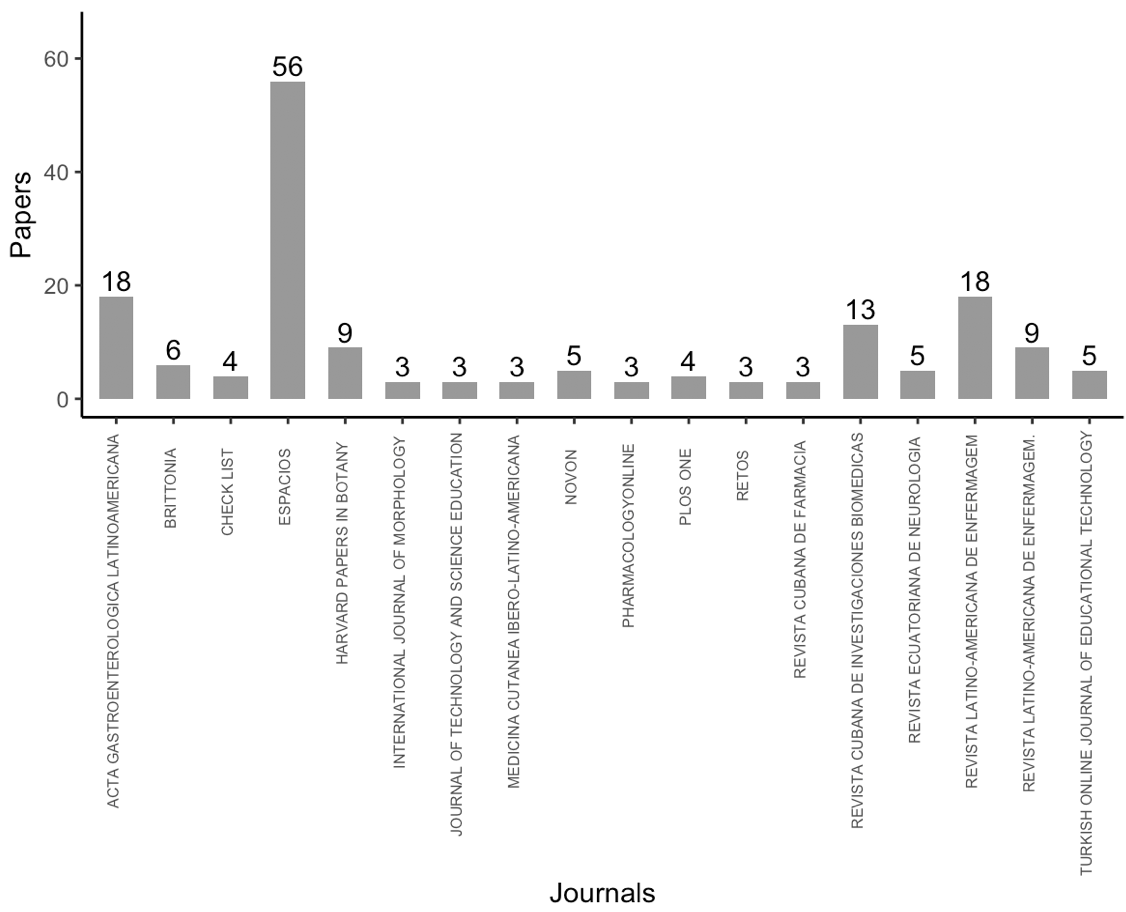 60
40
20
0
Papers
18
6
4
56
9
3
3
3
5
3
4
3
3
13
5
18
9
5
ACTA GASTROENTEROLOGICA LATINOAMERICANA
BRITTONIA
CHECK LIST
ESPACIOS
HARVARD PAPERS IN BOTANY
INTERNATIONAL JOURNAL OF MORPHOLOGY
JOURNAL OF TECHNOLOGY AND SCIENCE EDUCATION
MEDICINA CUTANEA IBERO-LATINO-AMERICANA
NOVON
PHARMACOLOGYONLINE
PLOS ONE
RETOS
REVISTA CUBANA DE FARMACIA
REVISTA CUBANA DE INVESTIGACIONES BIOMEDICAS
REVISTA ECUATORIANA DE NEUROLOGIA
REVISTA LATINO-AMERICANA DE ENFERMAGEM
REVISTA LATINO-AMERICANA DE ENFERMAGEM.
TURKISH ONLINE JOURNAL OF EDUCATIONAL TECHNOLOGY
Journals